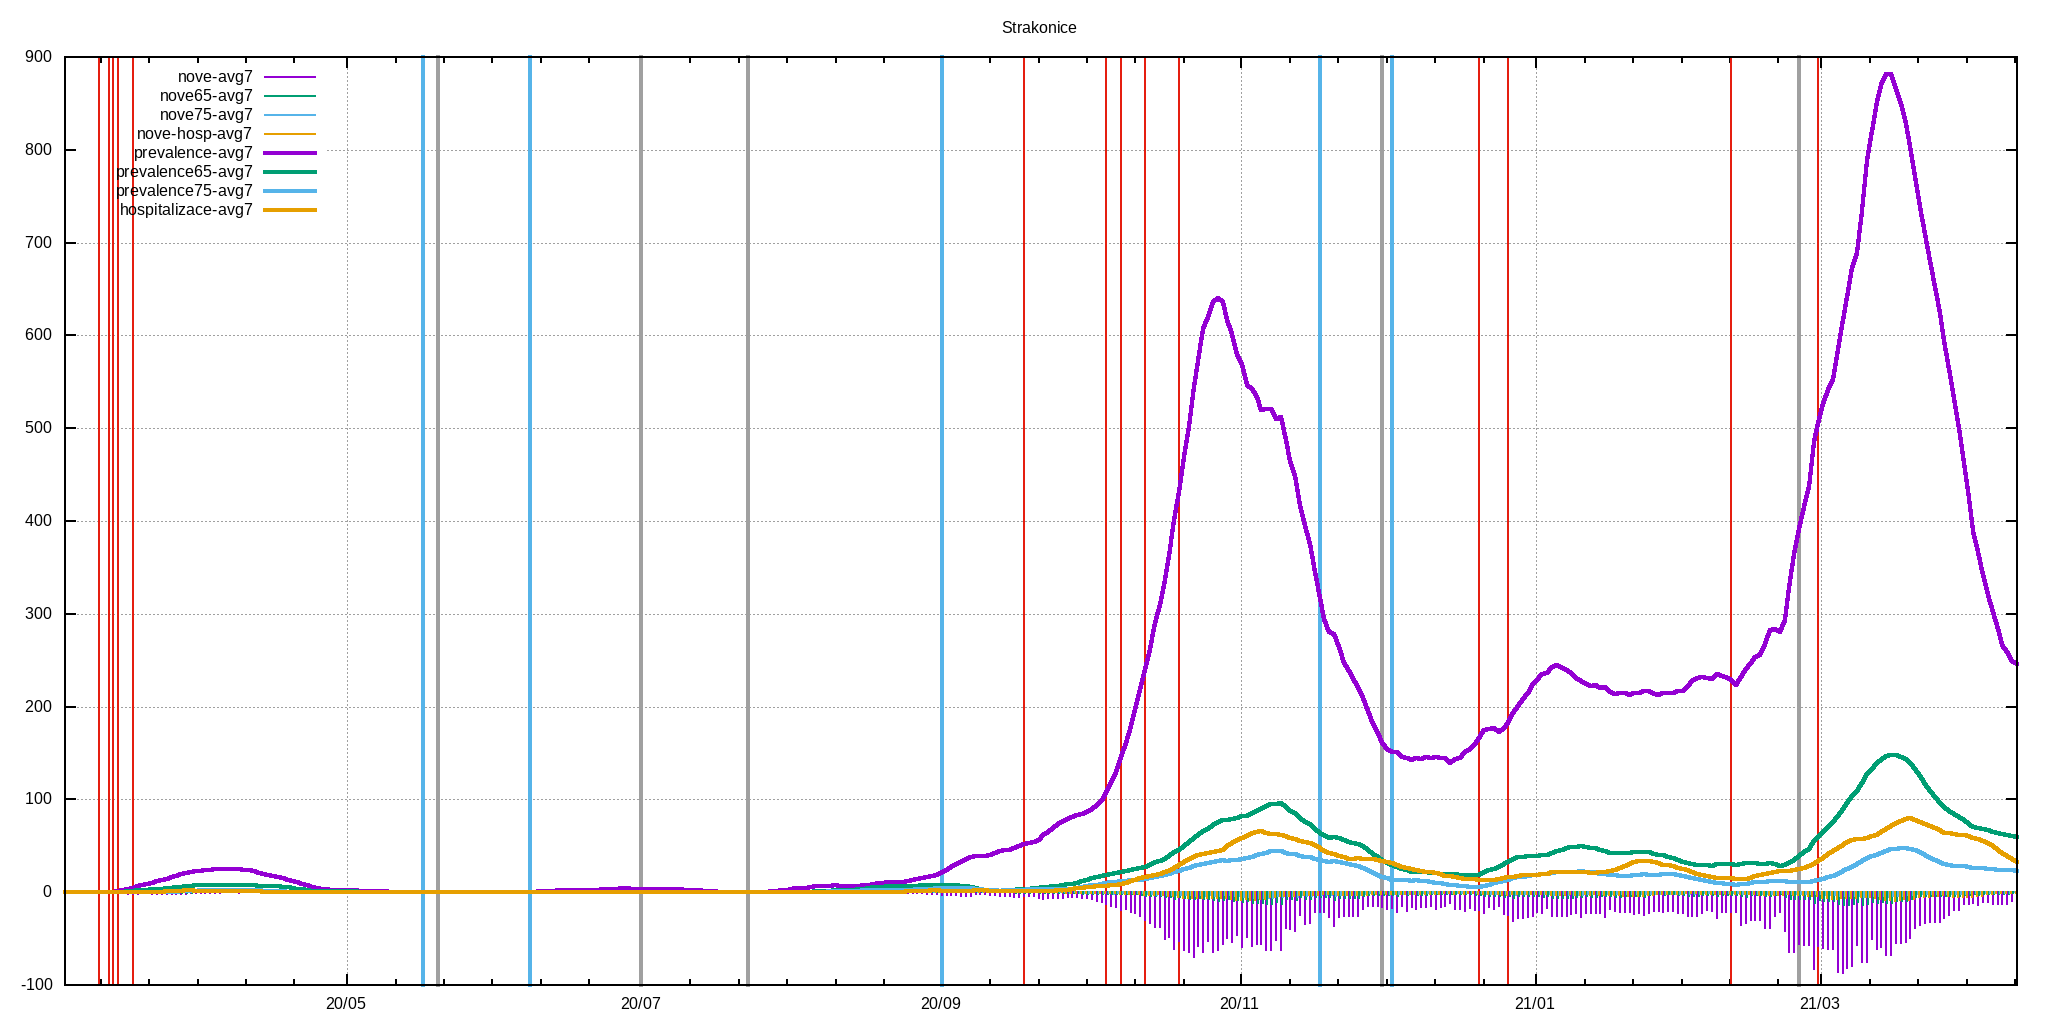 Strakonice
900
800
700
600
500
400
300
200
100
0
-100
nove-avg7
nove65-avg7
nove75-avg7
nove-hosp-avg7
prevalence-avg7
prevalence65-avg7
prevalence75-avg7
hospitalizace-avg7
20/05 20/07 20/09 20/11 21/01 21/03